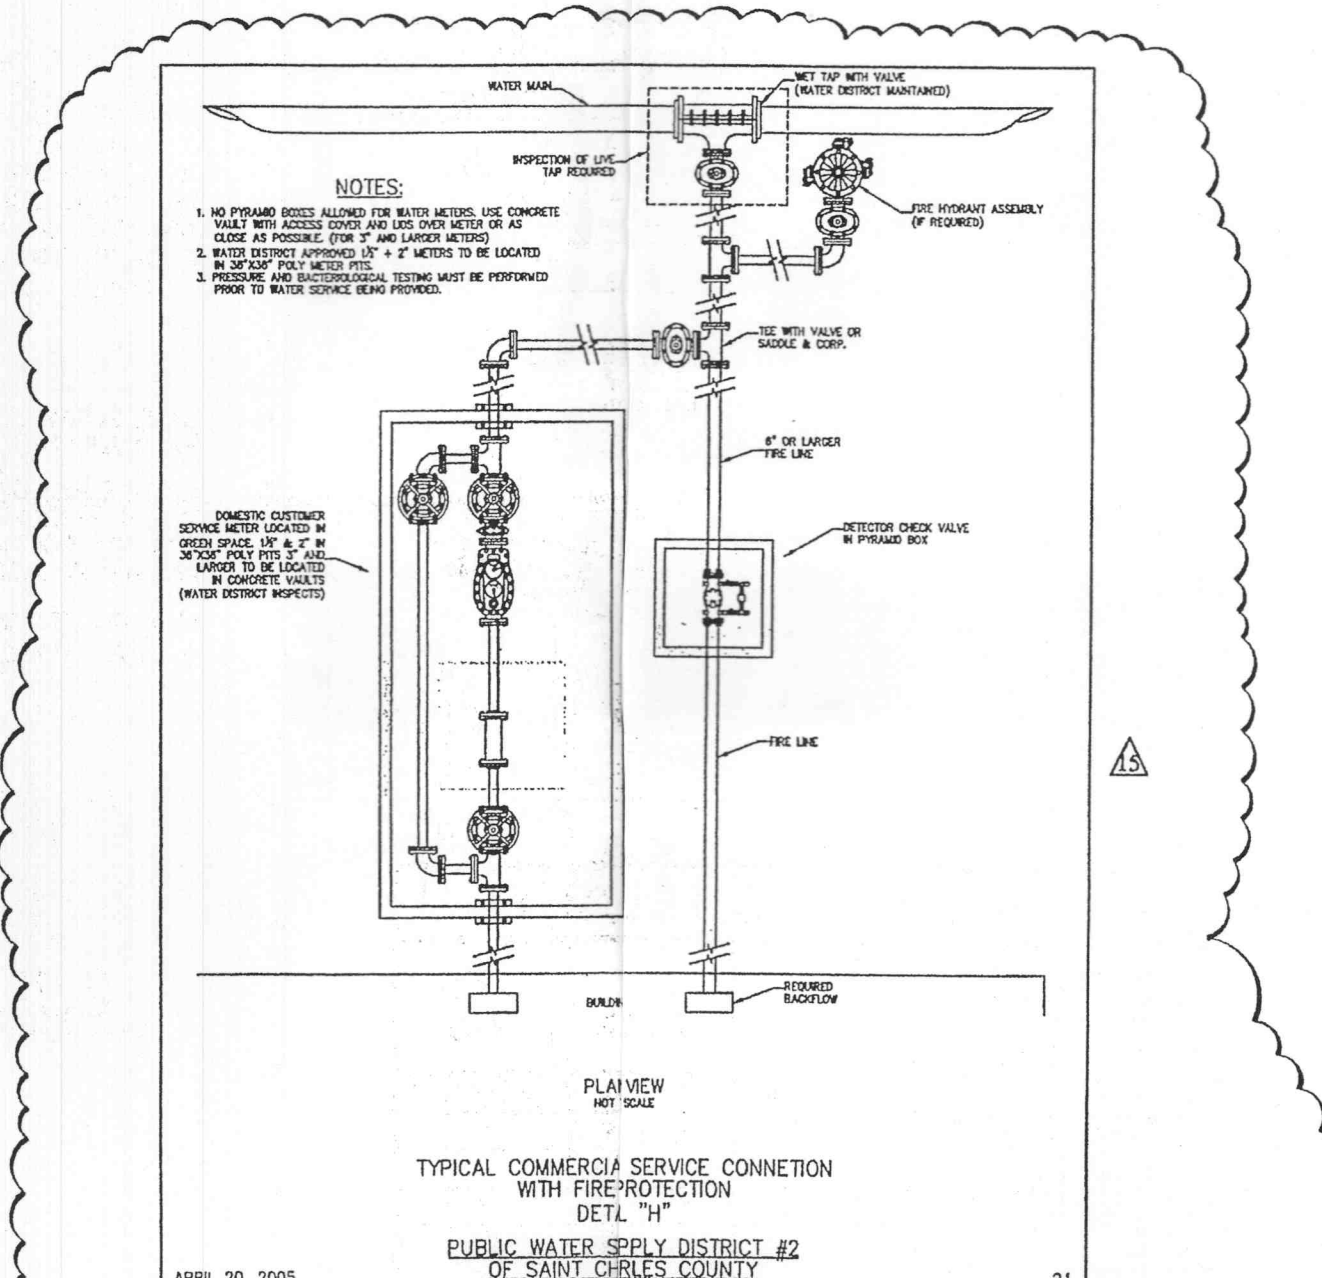 WATER MAIN
WET TAP WITH VALVE
(WATER DISTRICT MAINTAINED)
INSPECTION OF LIVE
TAP REQUIRED
FIRE HYDRANT ASSEMBLY
(IF REQUIRED)
NOTES:
1. NO PYRAMID BOXES ALLOWED FOR WATER METERS. USE CONCRETE
VAULT WITH ACCESS COVER AND LIDS OVER METER OR AS
CLOSE AS POSSIBLE. (FOR 3" AND LARGER METERS)
2. WATER DISTRICT APPROVED 1½" + 2" METERS TO BE LOCATED
IN 36"X36" POLY METER PITS.
3. PRESSURE AND BACTERIOLOGICAL TESTING MUST BE PERFORMED
PRIOR TO WATER SERVICE BEING PROVIDED.
TEE WITH VALVE OR
SADDLE & CORP.
6" OR LARGER
FIRE LINE
DOMESTIC CUSTOMER
SERVICE METER LOCATED IN
GREEN SPACE. 1½" & 2" IN
36"X36" POLY PITS 3" AND
LARGER TO BE LOCATED
IN CONCRETE VAULTS
(WATER DISTRICT INSPECTS)
DETECTOR CHECK VALVE
IN PYRAMID BOX
FIRE LINE
15
BUILDIN
REQUIRED
BACKFLOW
PLAN VIEW
NOT SCALE
TYPICAL COMMERCIA SERVICE CONNETION
WITH FIRE PROTECTION
DETA "H"
PUBLIC WATER SPPLY DISTRICT #2
OF SAINT CHRLES COUNTY
APRIL 20, 2005
21